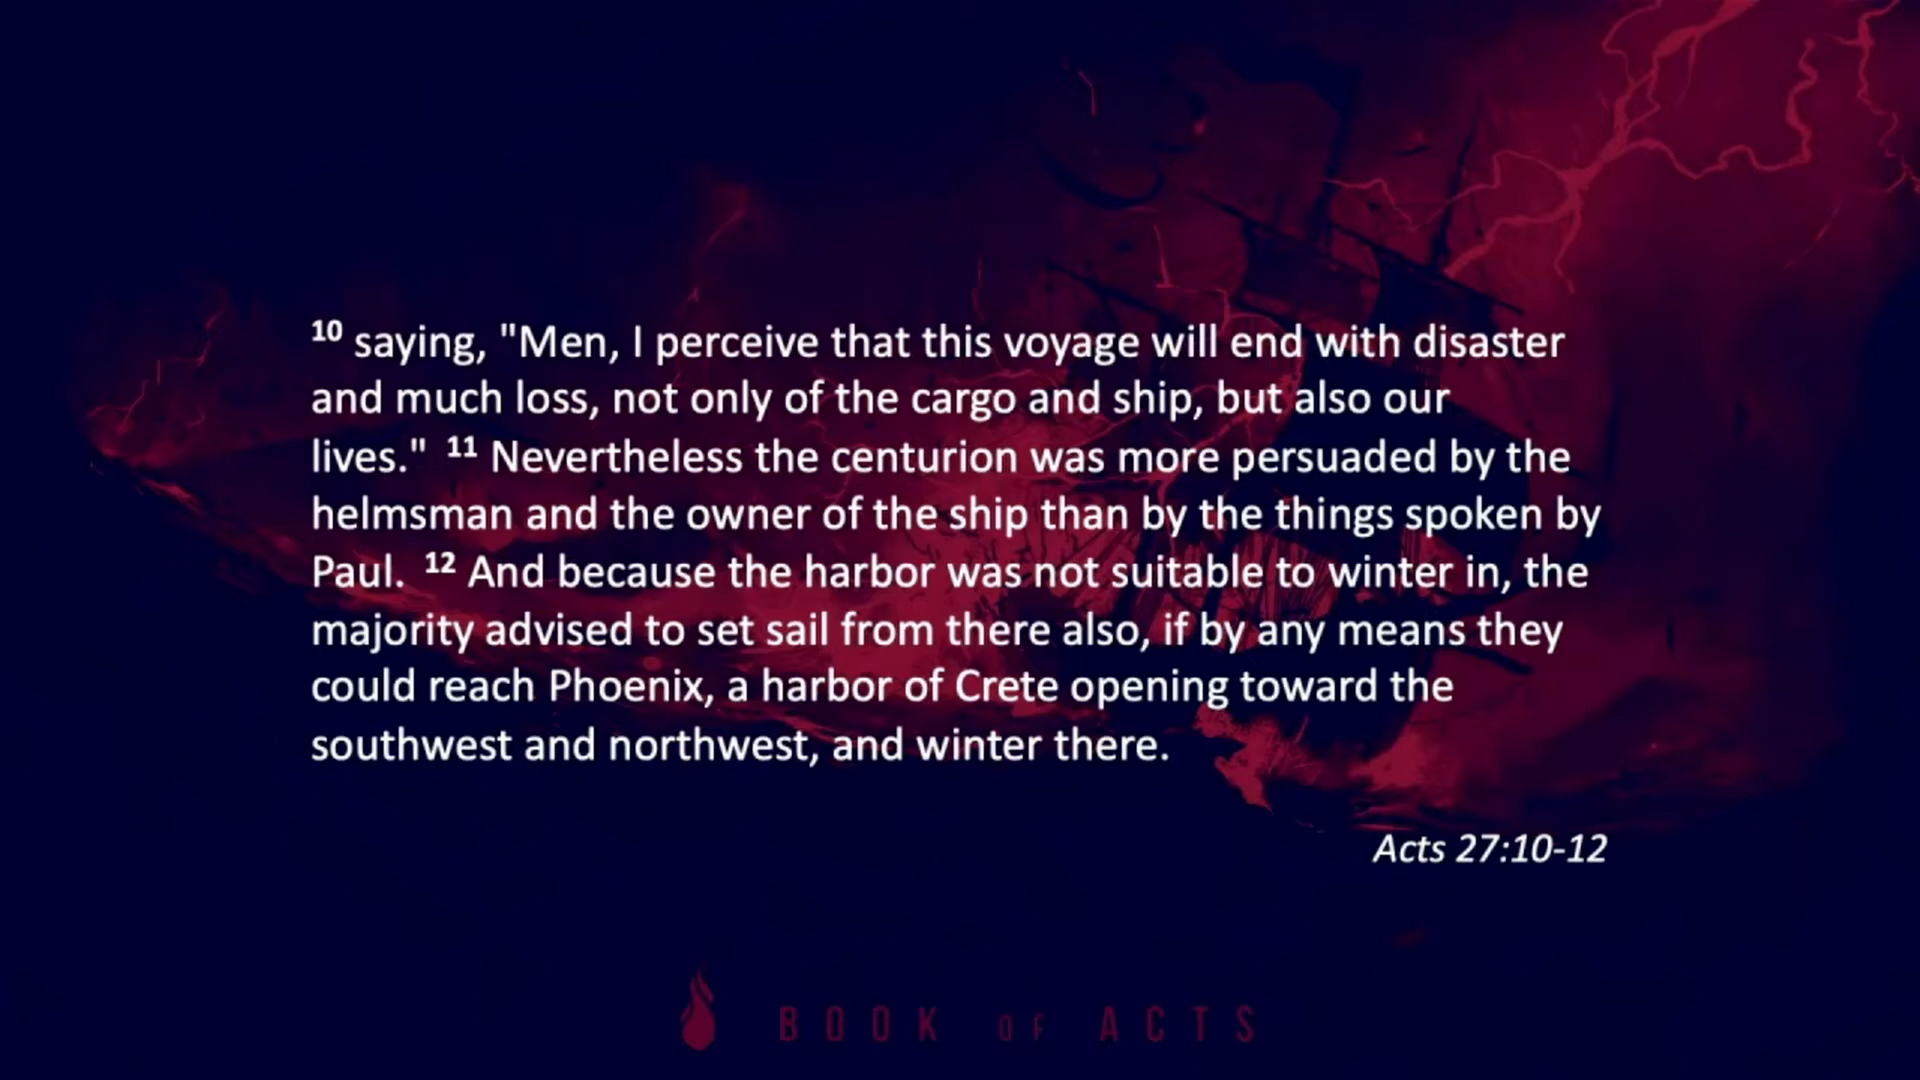 10 saying, "Men, I perceive that this voyage will end with disaster
and much loss, not only of the cargo and ship, but also our
lives." 11 Nevertheless the centurion was more persuaded by the
helmsman and the owner of the ship than by the things spoken by
Paul. 12 And because the harbor was not suitable to winter in, the
majority advised to set sail from there also, if by any means they
could reach Phoenix, a harbor of Crete opening toward the
southwest and northwest, and winter there.
Acts 27:10-12
BOOK OF ACTS